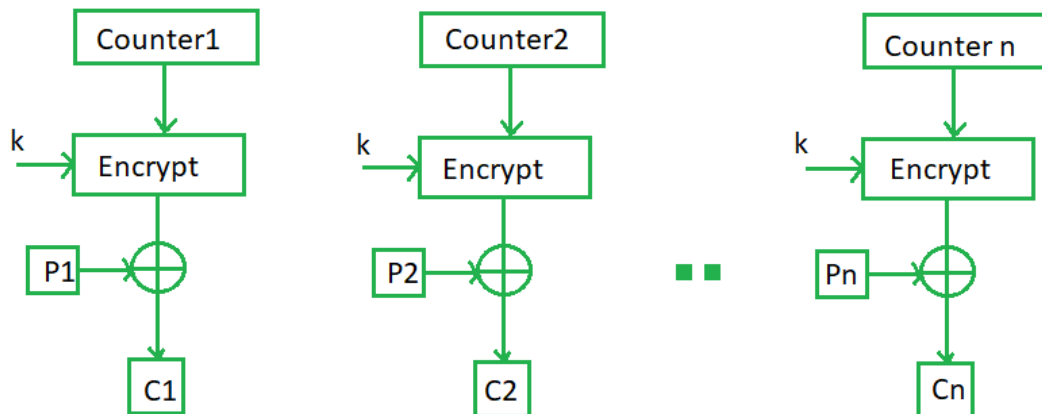 Counter1
Counter2
Counter n
k
Encrypt
k
Encrypt
k
Encrypt
P1
P2
Pn
C1
C2
Cn